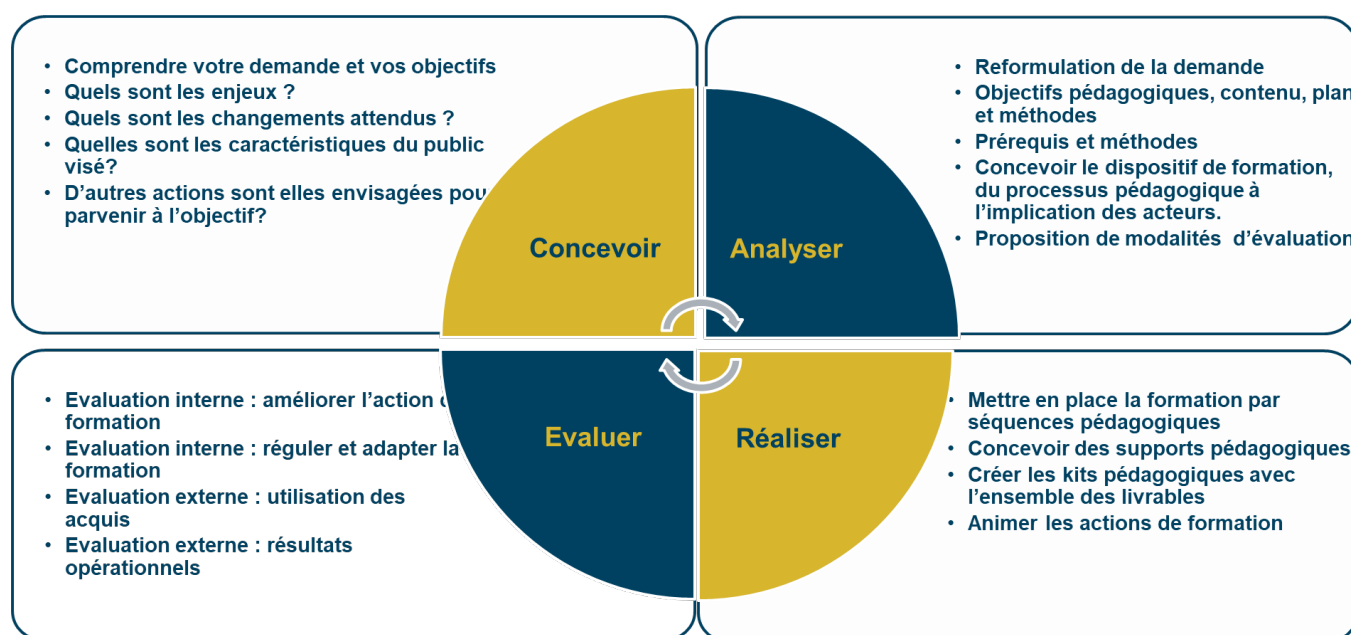 • Comprendre votre demande et vos objectifs
• Quels sont les enjeux ?
• Quels sont les changements attendus ?
• Quelles sont les caractéristiques du public
visé?
• D'autres actions sont elles envisagées pou
parvenir à l'objectif?
Concevoir
• Reformulation de la demande
• Objectifs pédagogiques, contenu, plan
et méthodes
• Prérequis et méthodes
• Concevoir le dispositif de formation,
du processus pédagogique à
l'implication des acteurs.
• Proposition de modalités d'évaluation
Analyser
• Evaluation interne : améliorer l'action
formation
• Evaluation interne : réguler et adapter la
formation
• Evaluation externe : utilisation des
acquis
• Evaluation externe : résultats
opérationnels
Evaluer
Réaliser
• Mettre en place la formation par
séquences pédagogiques
• Concevoir des supports pédagogiques
• Créer les kits pédagogiques avec
l'ensemble des livrables
• Animer les actions de formation